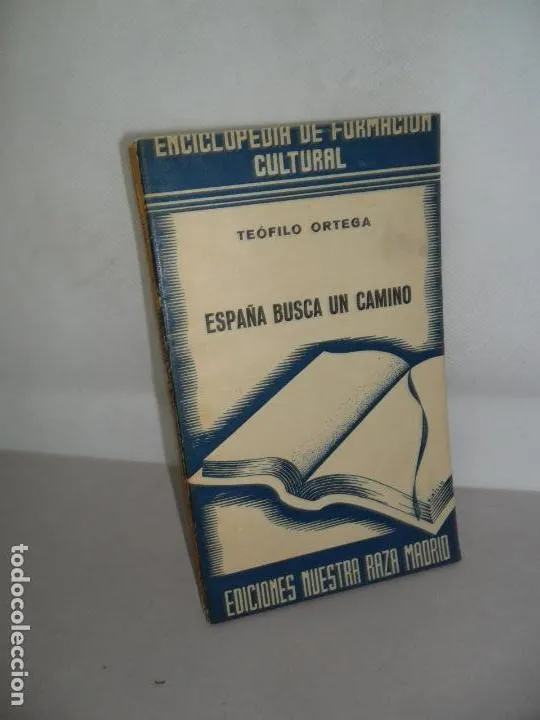 ENCICLOPEDIA DE FORMACION
CULTURAL
TEÓFILO ORTEGA
ESPAÑA BUSCA UN CAMINO
EDICIONES NUESTRA RAZA MADRID
todocoleccion